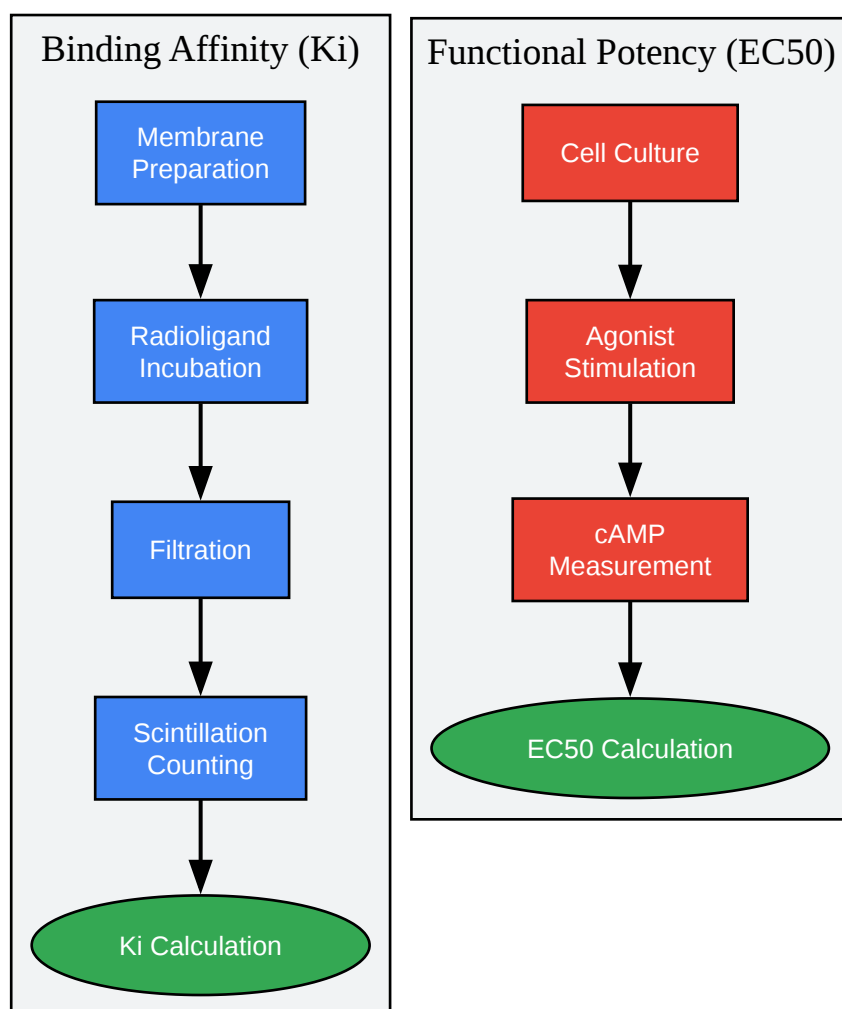 Binding Affinity (Ki)
Membrane
Preparation
Radioligand
Incubation
Filtration
Scintillation
Counting
Ki Calculation
Functional Potency (EC50)
Cell Culture
Agonist
Stimulation
cAMP
Measurement
EC50 Calculation